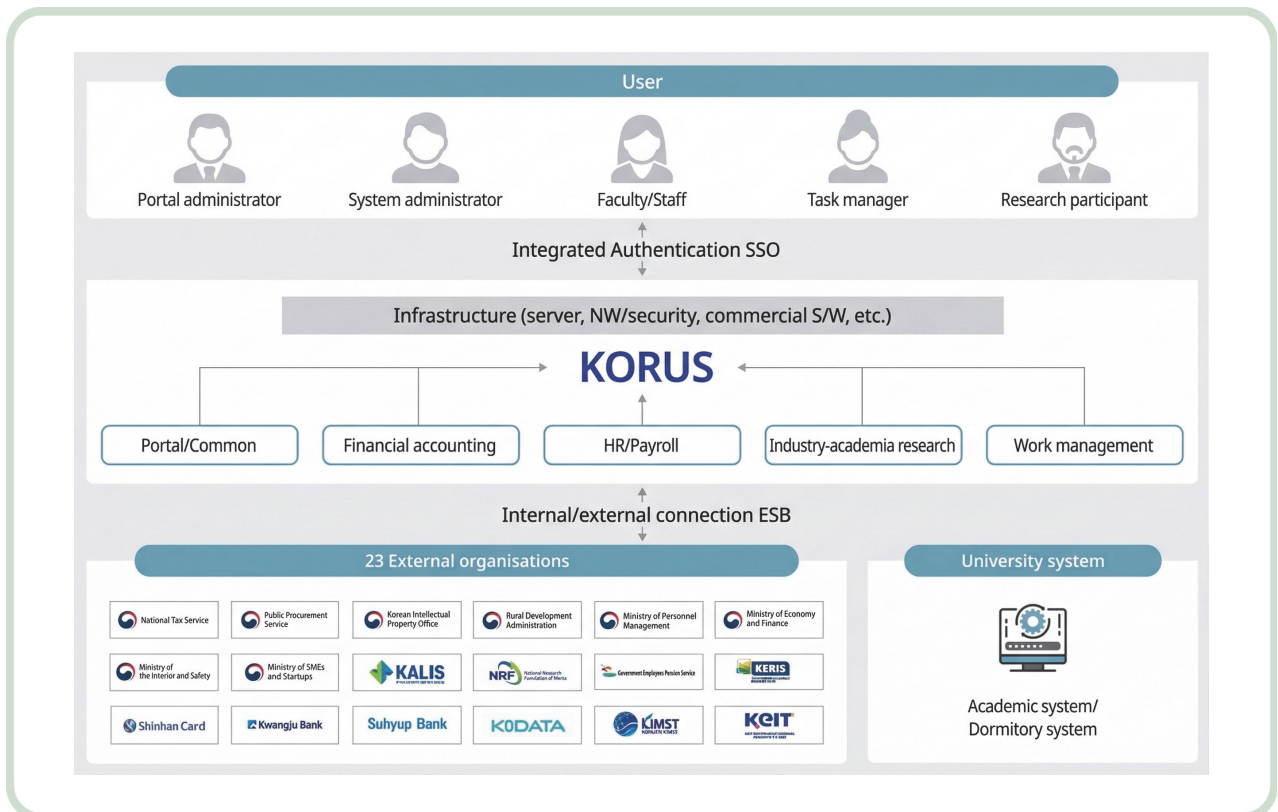 User
Portal administrator
System administrator
Faculty/Staff
Task manager
Research participant
Integrated Authentication SSO
Infrastructure (server, NW/security, commercial S/W, etc.)
KORUS
Portal/Common
Financial accounting
HR/Payroll
Industry-academia research
Work management
Internal/external connection ESB
23 External organisations
University system
National Tax Service
Public Procurement
Service
Korean Intellectual
Property Office
Rural Development
Administration
Ministry of Personnel
Management
Ministry of Economy
and Finance
Ministry of
the Interior and Safety
Ministry of SMEs
and Startups
KALIS
NRF
National Research
Government Employees Pension Service
KERIS
Shinhan Card
Kwangju Bank
Suhyup Bank
KODATA
KIMST
KEIT
Academic system/
Dormitory system